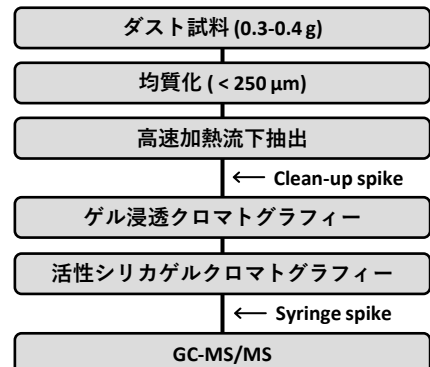 ダスト試料 (0.3-0.4 g)
均質化 ( < 250 μm)
高速加熱流下抽出
← Clean-up spike
ゲル浸透クロマトグラフィー
活性シリカゲルクロマトグラフィー
← Syringe spike
GC-MS/MS